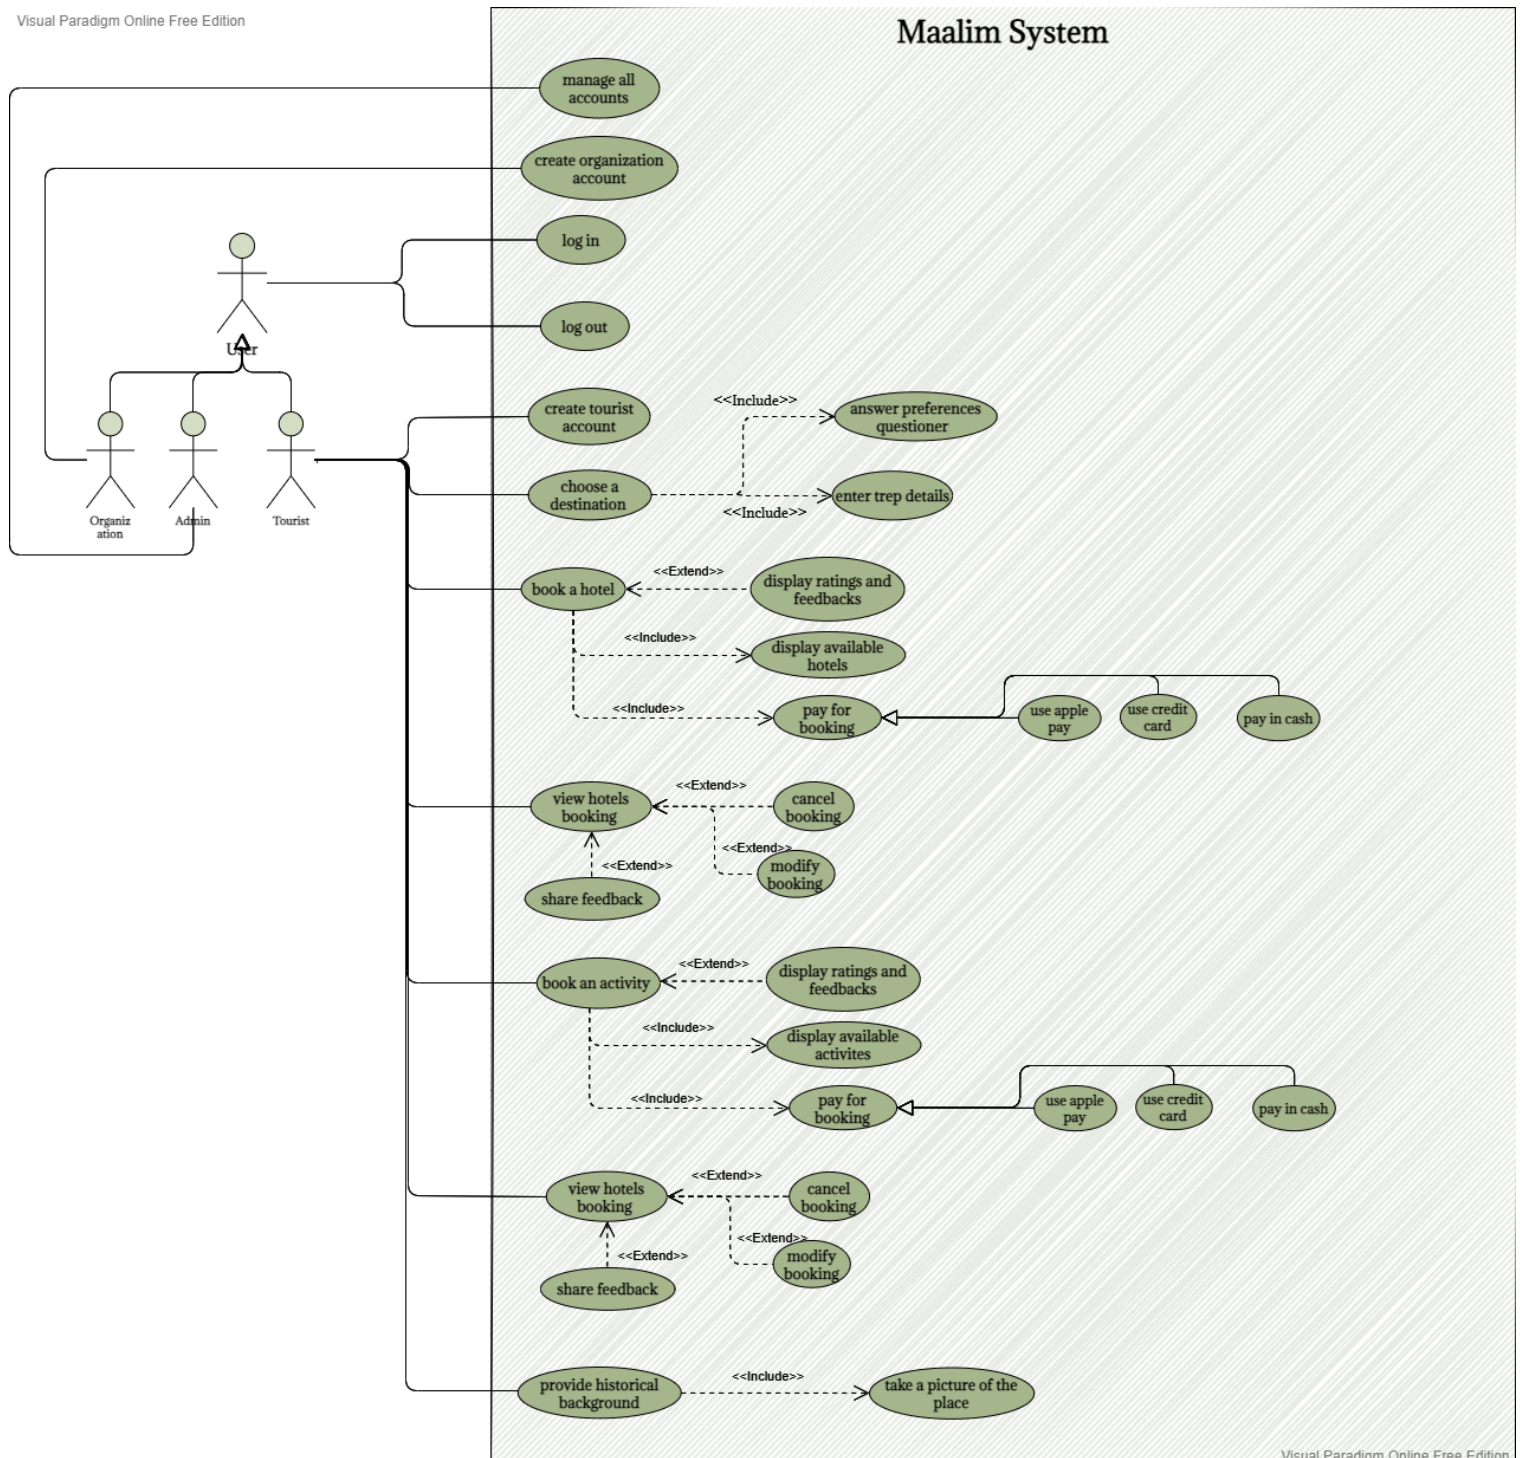 Visual Paradigm Online Free Edition
Maalim System
manage all
accounts
create organization
account
log in
log out
User
Organiz
ation
Admin
Tourist
create tourist
account
<<Include>>
answer preferences
questioner
choose a
destination
enter trep details
<<Include>>
book a hotel
<<Extend>>
display ratings and
feedbacks
<<Include>>
display available
hotels
<<Include>>
pay for
booking
use apple
pay
use credit
card
pay in cash
view hotels
booking
<<Extend>>
cancel
booking
<<Extend>>
modify
booking
<<Extend>>
share feedback
book an activity
<<Extend>>
display ratings and
feedbacks
<<Include>>
display available
activites
<<Include>>
pay for
booking
use apple
pay
use credit
card
pay in cash
view hotels
booking
<<Extend>>
cancel
booking
<<Extend>>
modify
booking
<<Extend>>
share feedback
provide historical
background
<<Include>>
take a picture of the
place
Visual Paradigm Online Free Edition